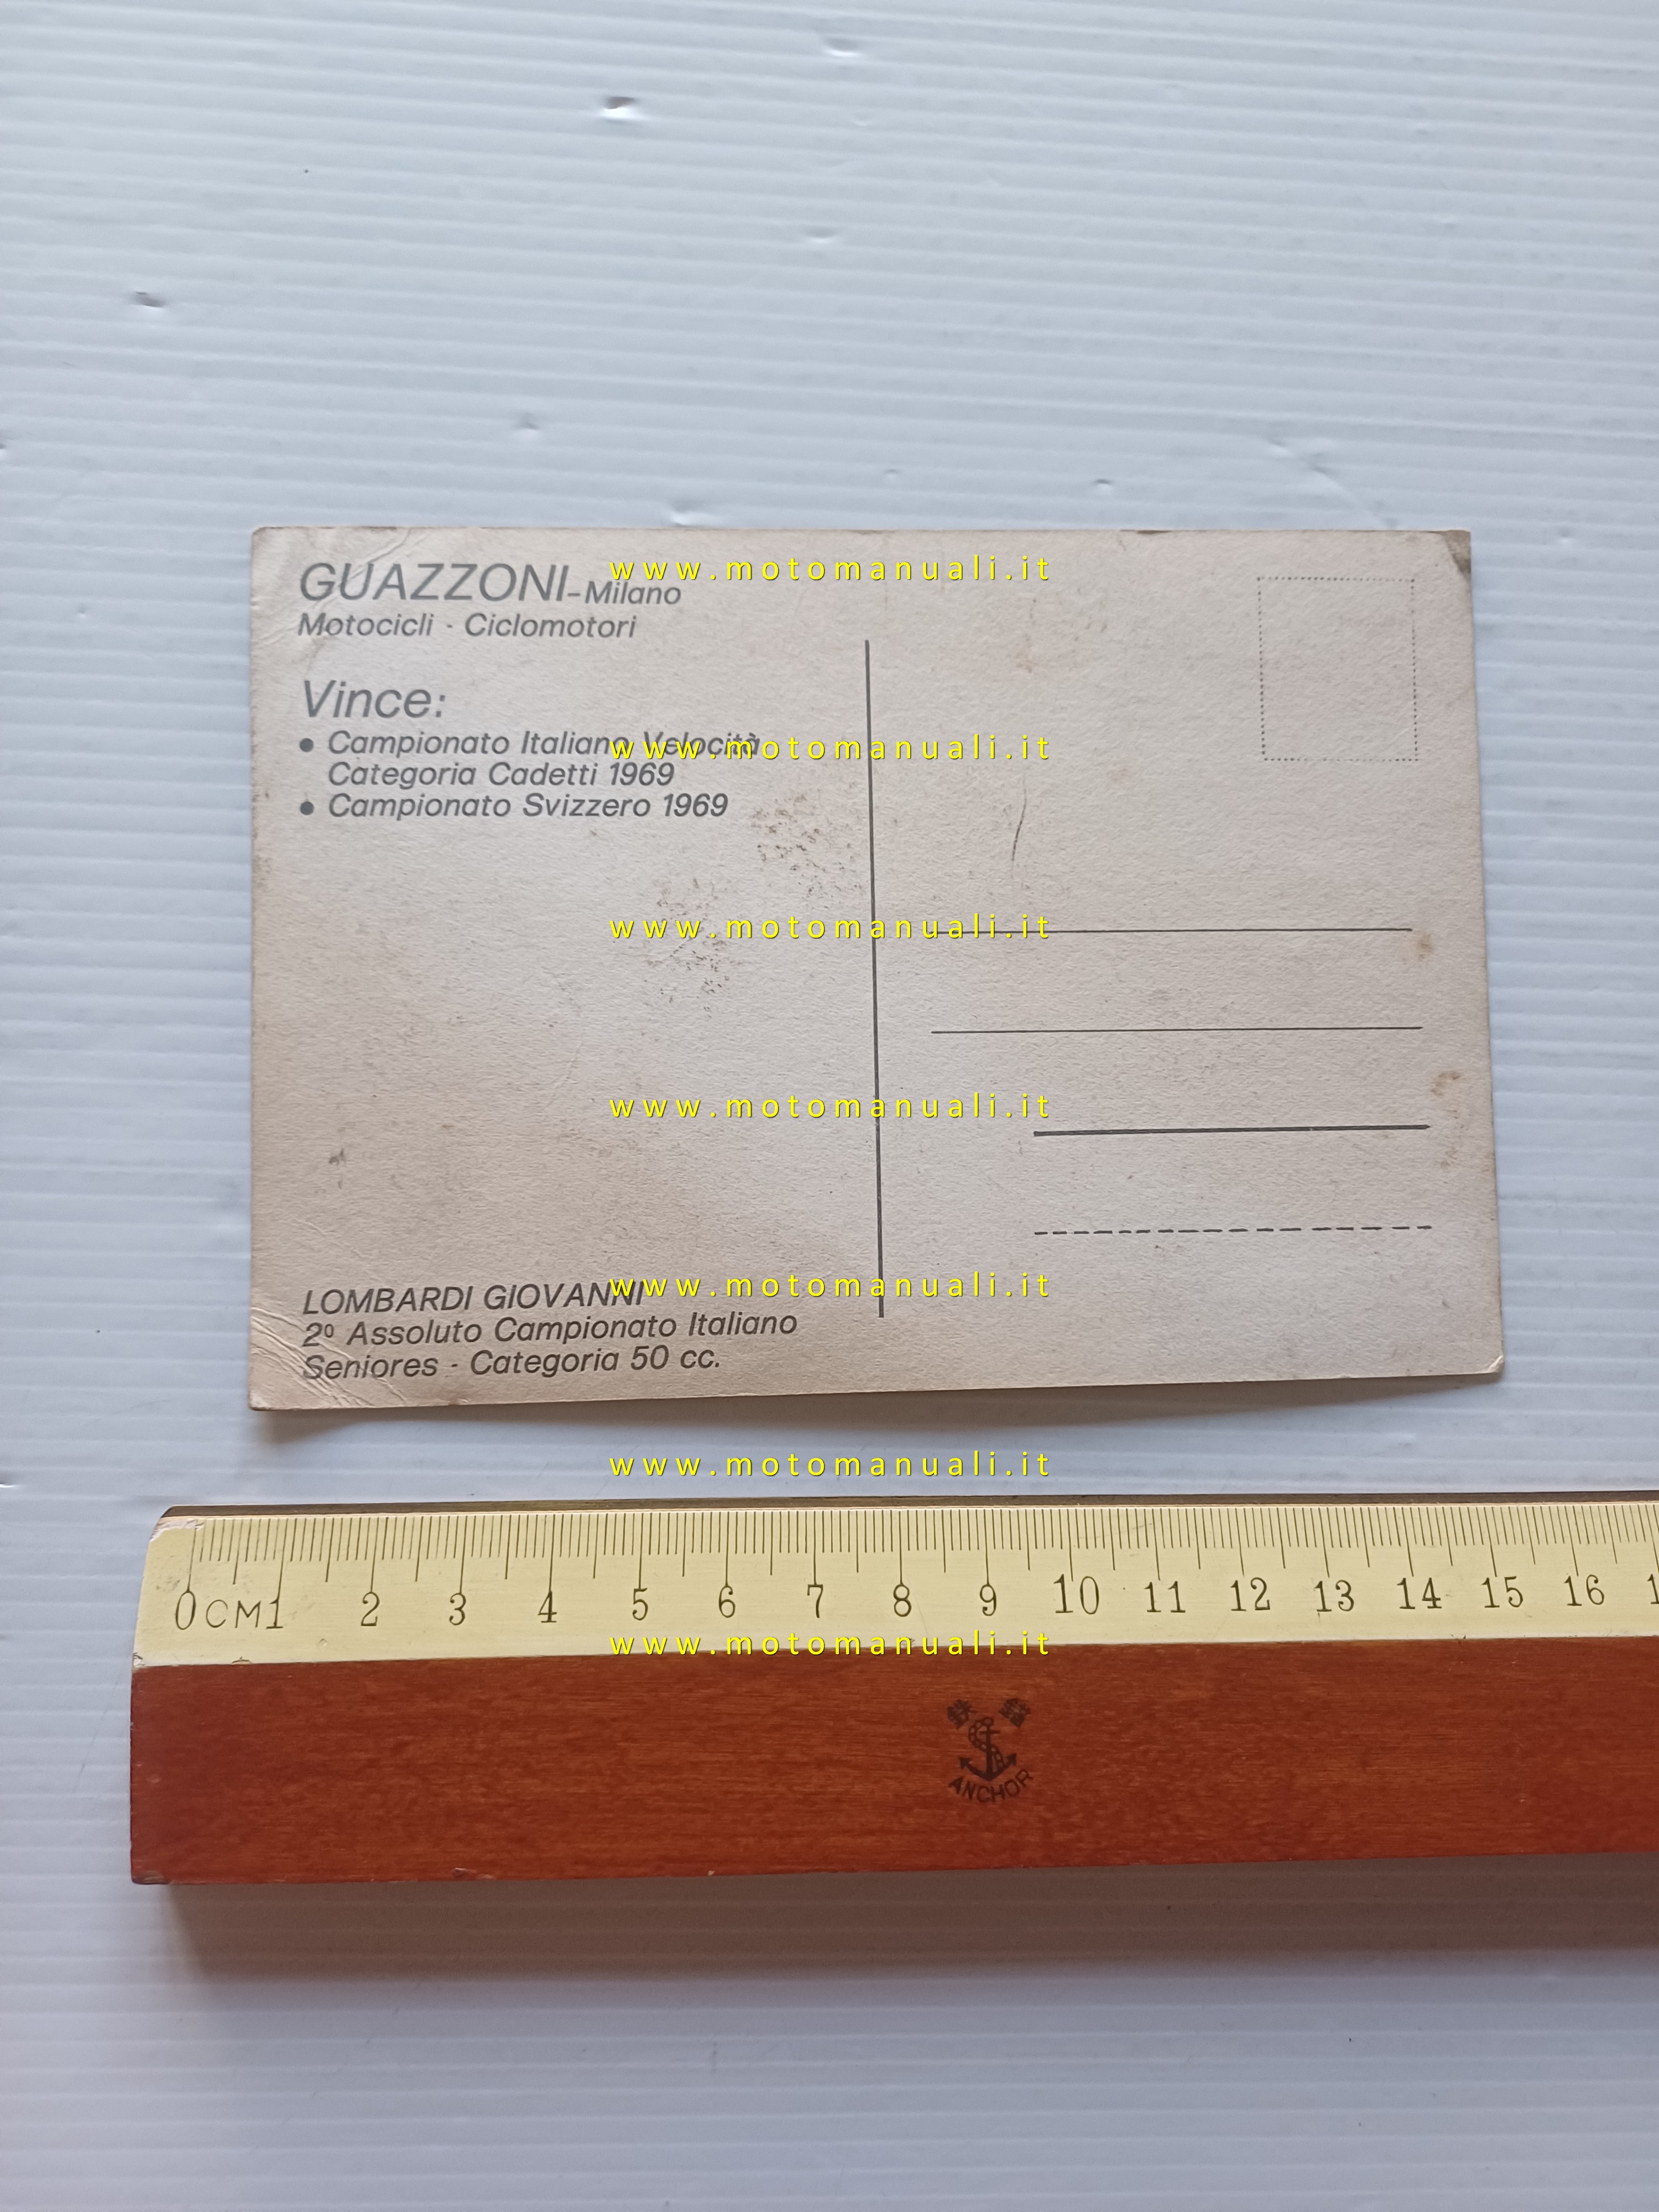 GUAZZONI-Milano
Motocicli - Ciclomotori
Vince:
• Campionato Italiano Velocità
Categoria Cadetti 1969
• Campionato Svizzero 1969
LOMBARDI GIOVANNI
2º Assoluto Campionato Italiano
Seniores - Categoria 50 cc.
www.motomanuali.it
www.motomanuali.it
www.motomanuali.it
www.motomanuali.it
www.motomanuali.it
www.motomanuali.it
www.motomanuali.it
0 CM 1 2 3 4 5 6 7 8 9 10 11 12 13 14 15 16
ANCHOR